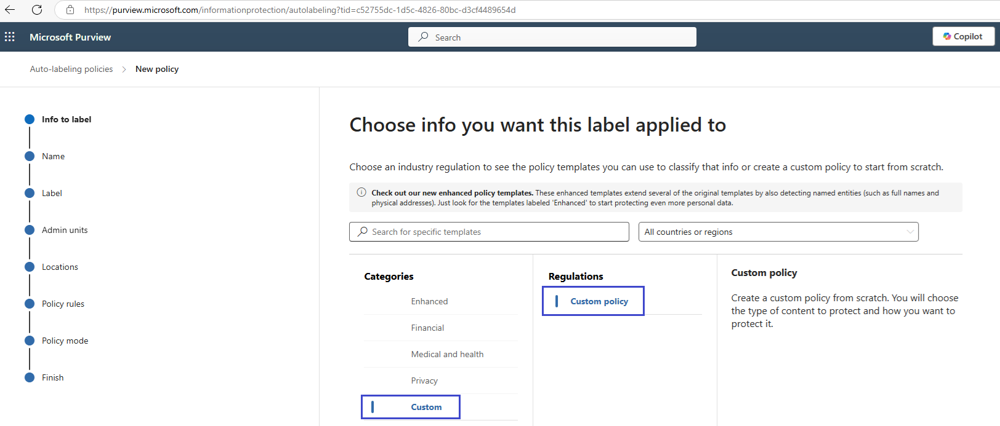 https://purview.microsoft.com/informationprotection/autolabeling?tid=c52755dc-1d5c-4826-80bc-d3cf4489654d
Microsoft Purview
Search
Copilot
Auto-labeling policies > New policy
Info to label
Name
Label
Admin units
Locations
Policy rules
Policy mode
Finish
Choose info you want this label applied to
Choose an industry regulation to see the policy templates you can use to classify that info or create a custom policy to start from scratch.
Check out our new enhanced policy templates. These enhanced templates extend several of the original templates by also detecting named entities (such as full names and
physical addresses). Just look for the templates labeled 'Enhanced' to start protecting even more personal data.
Search for specific templates
All countries or regions
Categories
Enhanced
Financial
Medical and health
Privacy
Custom
Regulations
Custom policy
Custom policy
Create a custom policy from scratch. You will choose
the type of content to protect and how you want to
protect it.